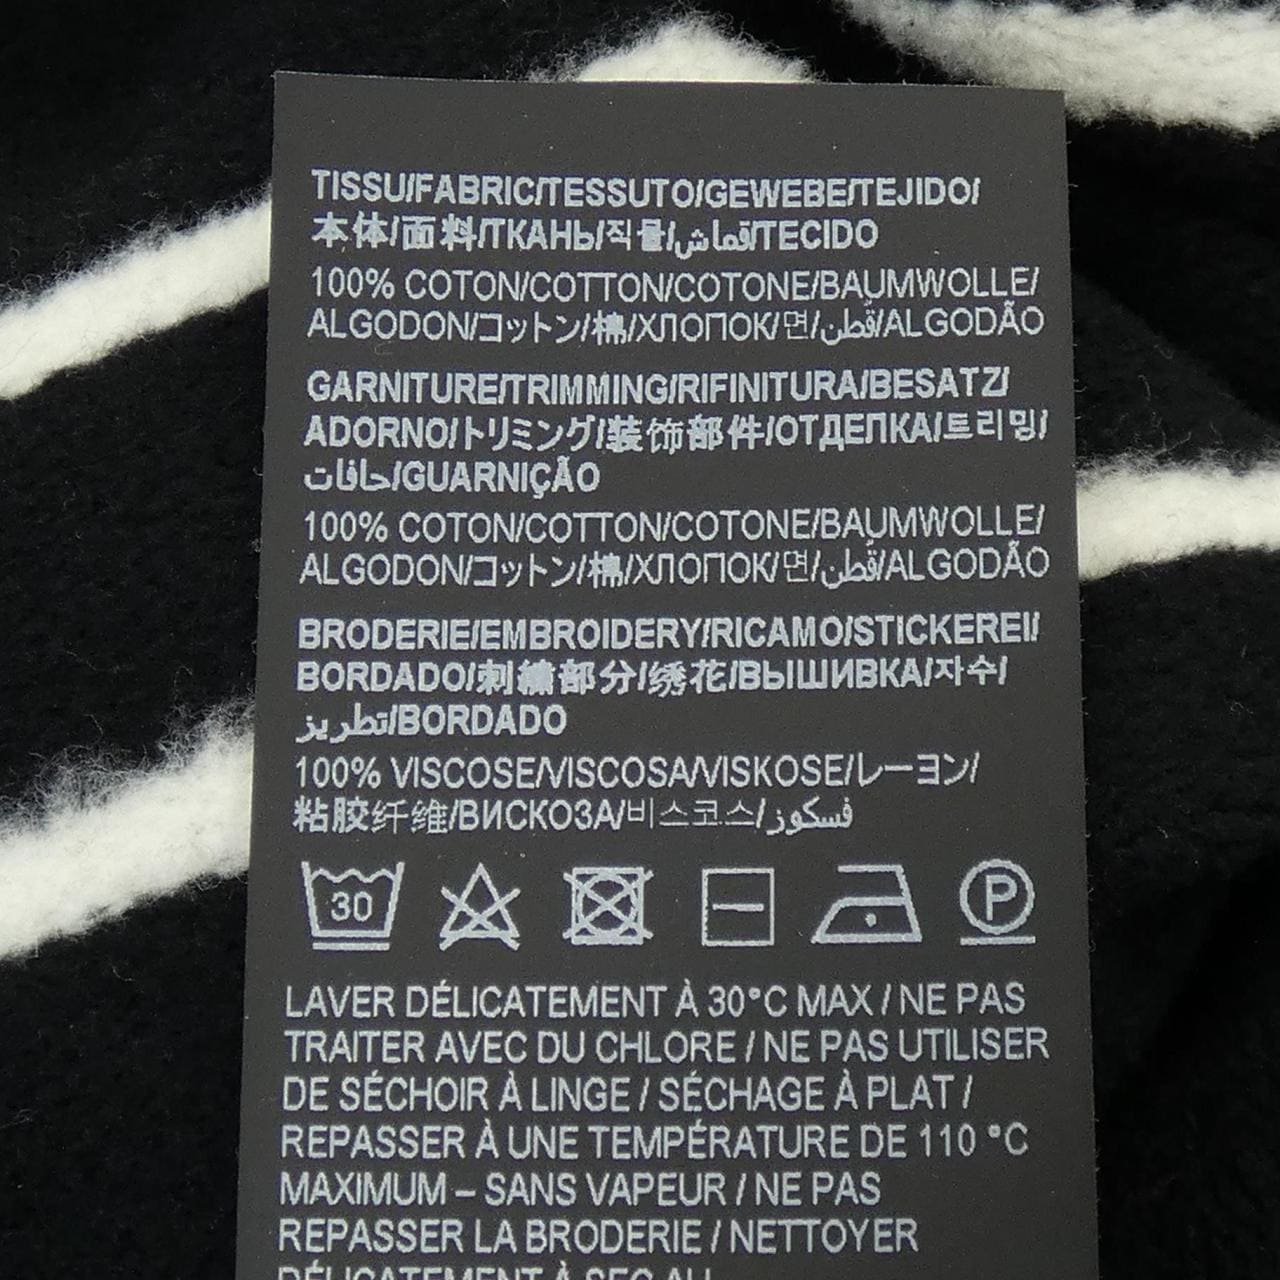 TISSU/FABRIC/TESSUTO/GEWEBE/TEJIDO/
本体/面料/ТКАНЬ/직물/قماش/TECIDO
100% COTON/COTTON/COTONE/BAUMWOLLE/
ALGODON/コットン/棉/ХЛОПОК/면/قُطن/ALGODÃO
GARNITURE/TRIMMING/RIFINITURA/BESATZ/
ADORNO/トリミング/装饰部件/ОТДЕПКА/트리밍/
حافات/GUARNIÇÃO
100% COTON/COTTON/COTONE/BAUMWOLLE/
ALGODON/コットン/棉/ХЛОПОК/면/قُطن/ALGODÃO
BRODERIE/EMBROIDERY/RICAMO/STICKEREI/
BORDADO/刺繍部分/绣花/ВЫШИВКА/자수/
تطريز/BORDADO
100% VISCOSE/VISCOSA/VISKOSE/レーヨン/
粘胶纤维/ВИСКОЗА/비스코스/فسكوز
30 P
LAVER DÉLICATEMENT À 30°C MAX / NE PAS
TRAITER AVEC DU CHLORE / NE PAS UTILISER
DE SÉCHOIR À LINGE / SÉCHAGE À PLAT /
REPASSER À UNE TEMPÉRATURE DE 110 °C
MAXIMUM – SANS VAPEUR / NE PAS
REPASSER LA BRODERIE / NETTOYER
DÉLICATEMENT À SEC AU